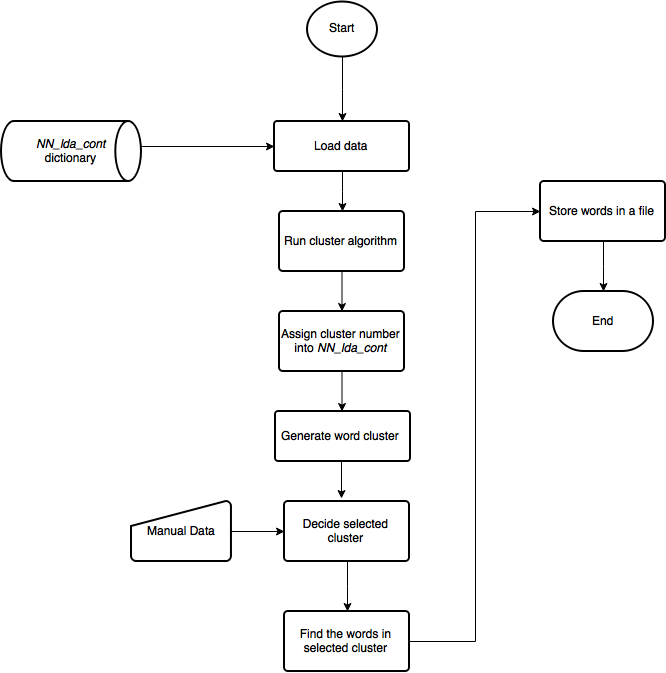 Start
NN_lda_cont
dictionary
Load data
Run cluster algorithm
Assign cluster number
into NN_lda_cont
Generate word cluster
Manual Data
Decide selected
cluster
Find the words in
selected cluster
Store words in a file
End